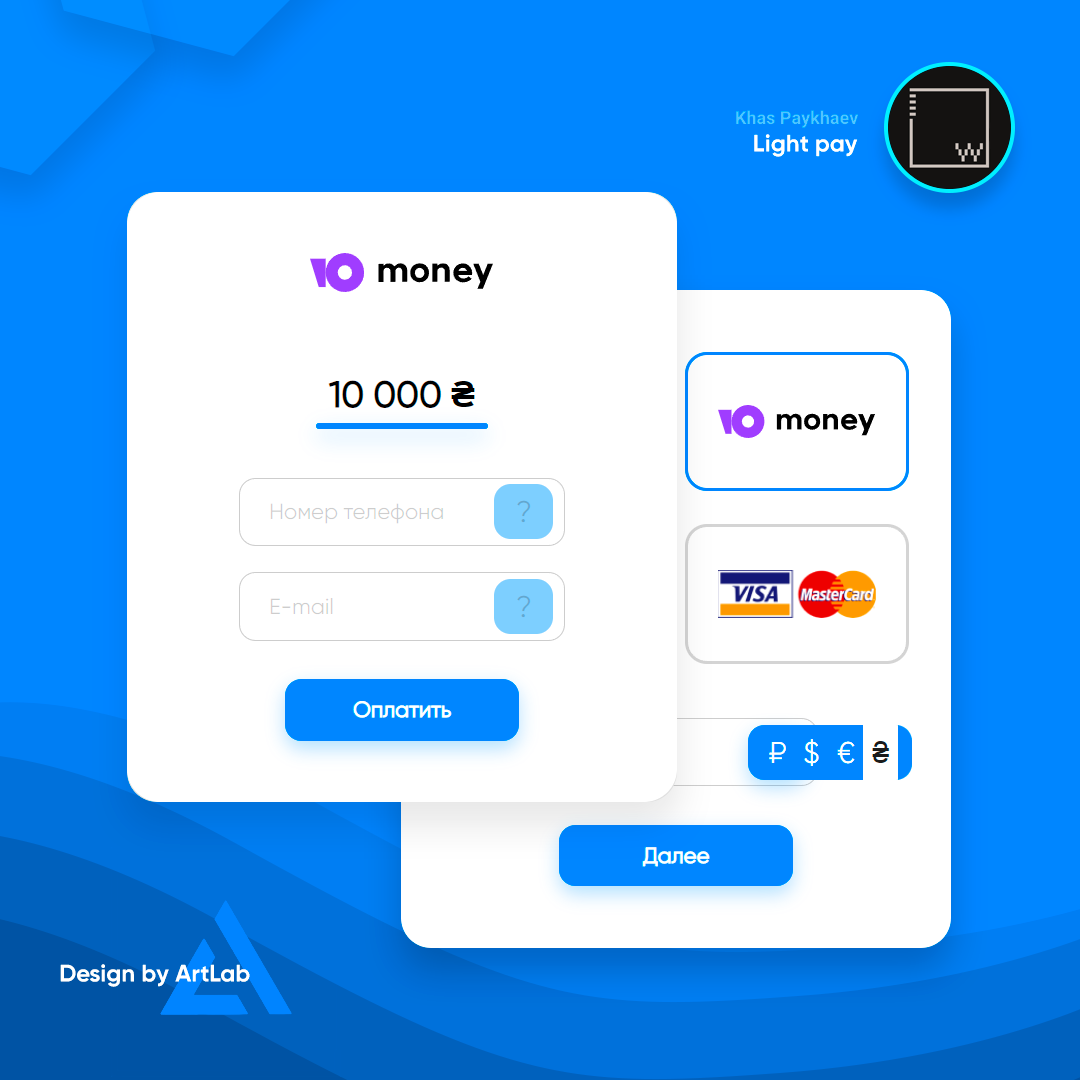 Khas Paykhaev
Light pay
Ю money
10 000 ₴
Номер телефона ?
E-mail ?
Оплатить
Ю money
VISA MasterCard
₽ $ € ₴
Далее
Design by ArtLab